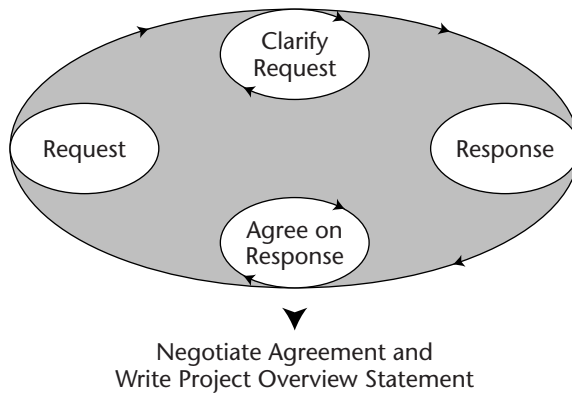 Clarify
Request
Request
Response
Agree on
Response
Negotiate Agreement and
Write Project Overview Statement